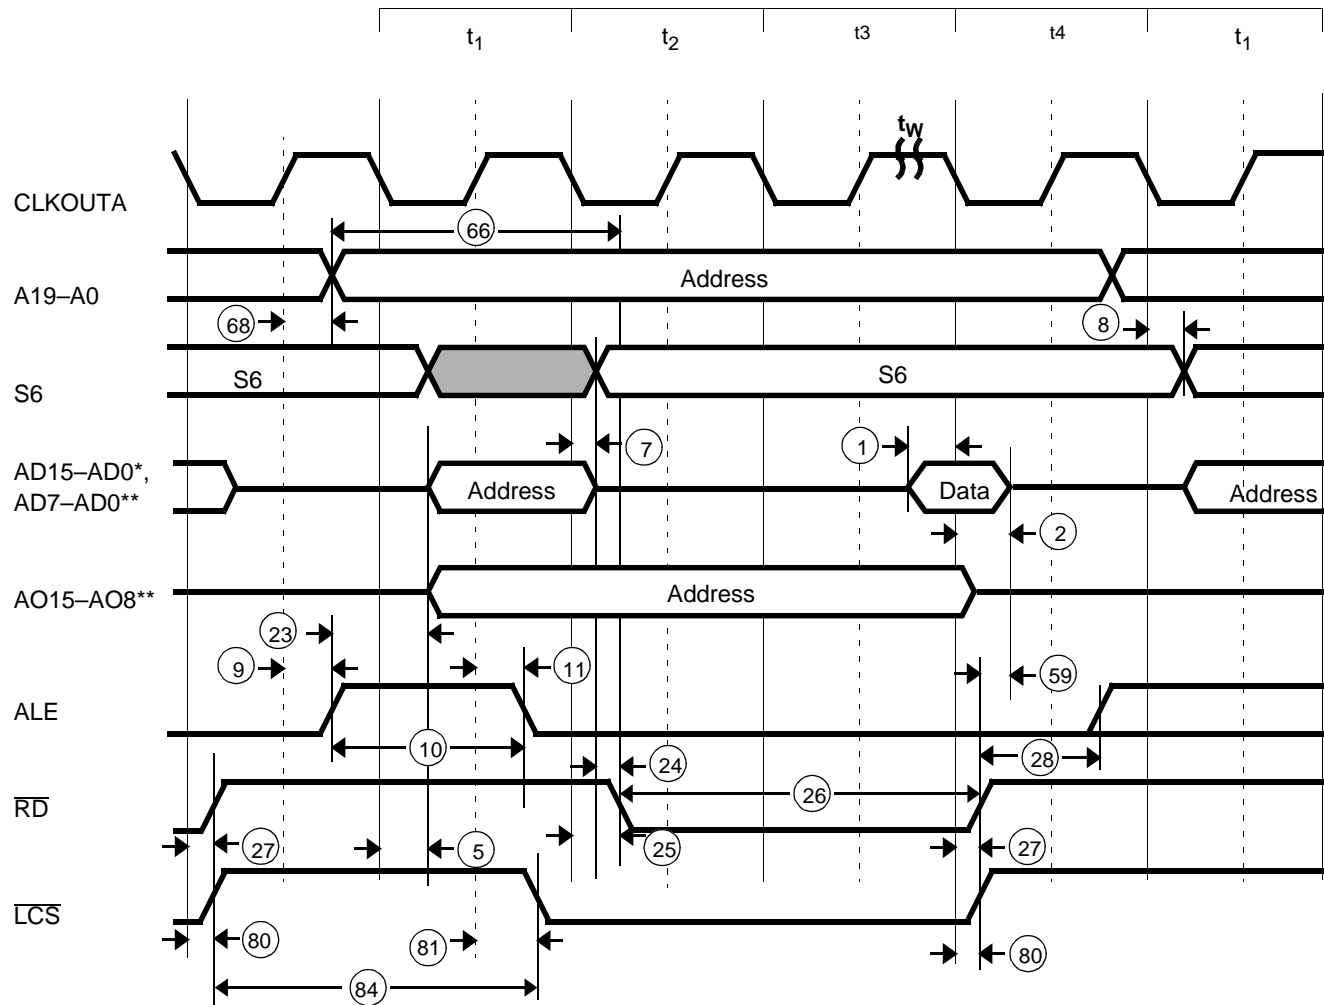 t1 t2 t3 t4 t1
tW
CLKOUTA
66
A19–A0 Address
68 8
S6 S6 S6
7 1
AD15–AD0*, Address Data Address
AD7–AD0**
2
AO15–AO8** Address
23
9 11 59
ALE
10 24 28
RD 26
27 5 25 27
LCS
80 81 80
84